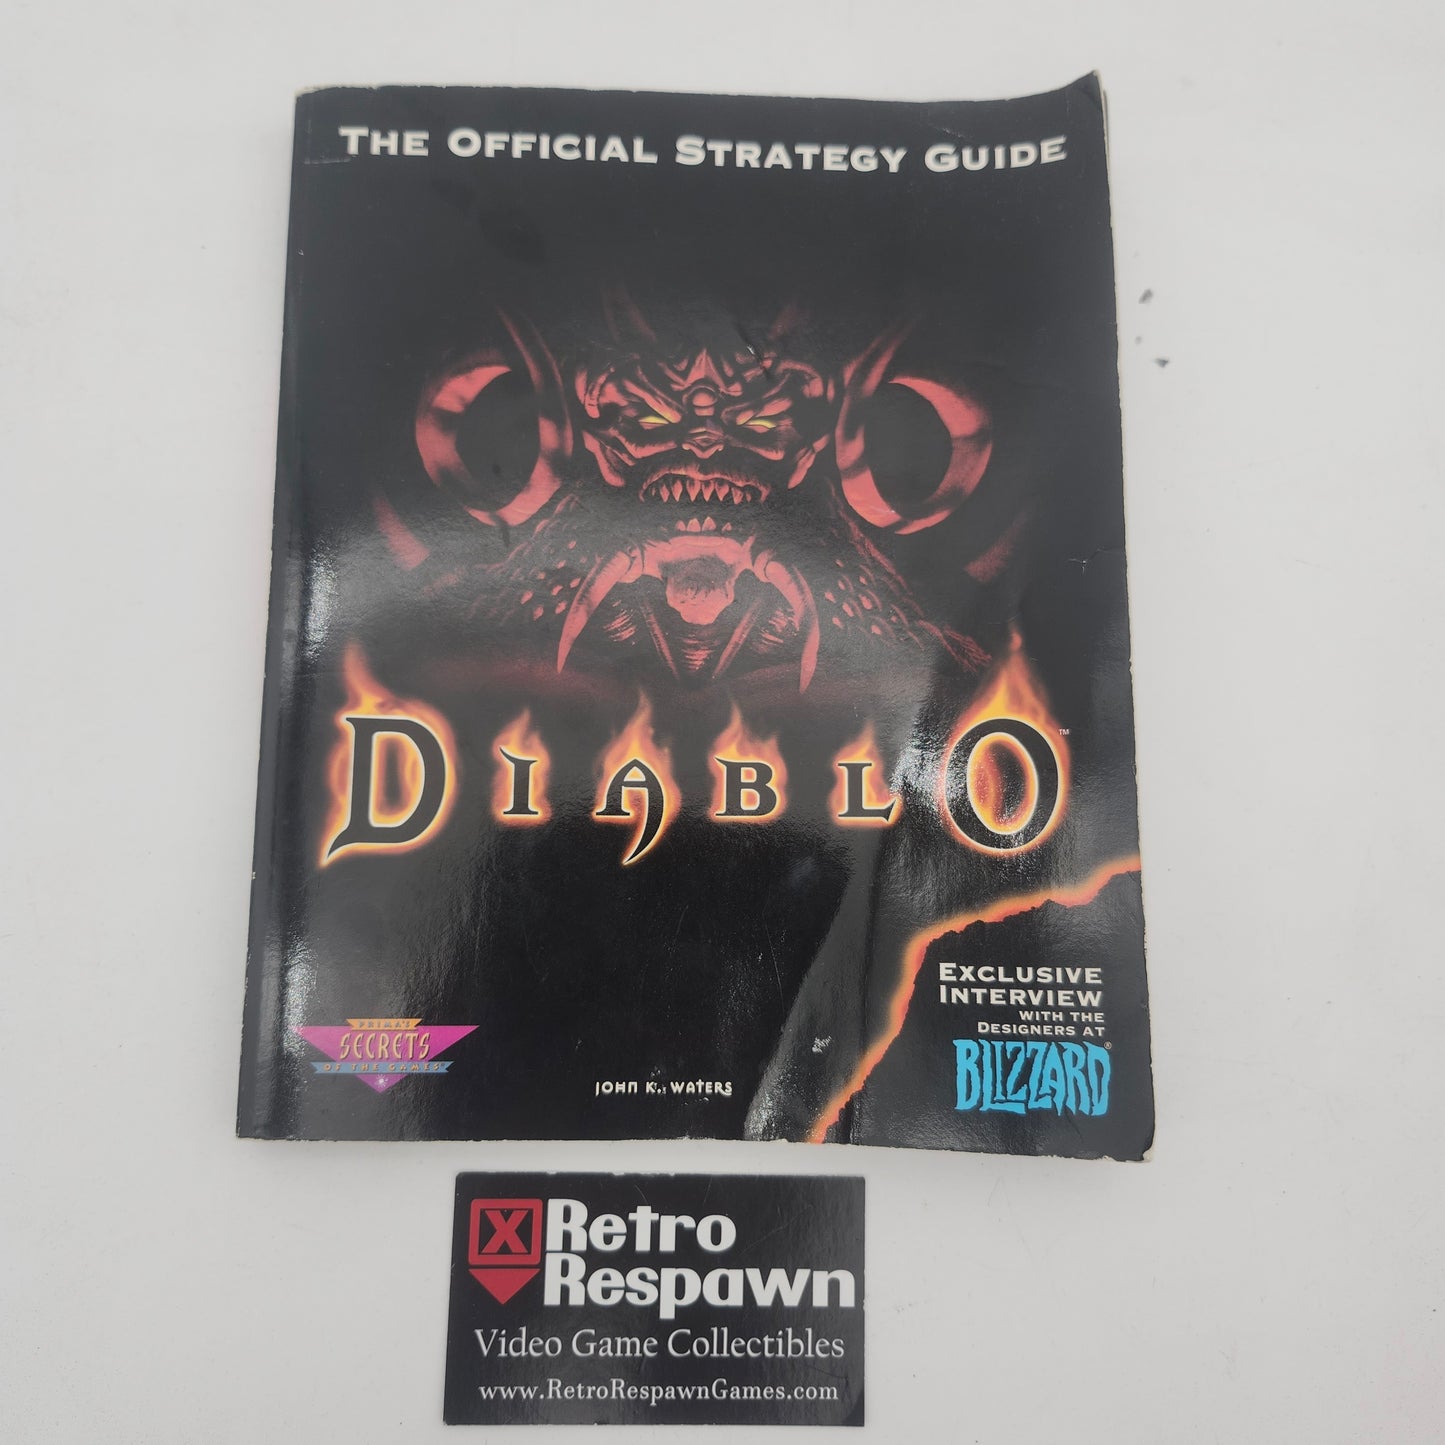 THE OFFICIAL STRATEGY GUIDE
DIABLO™
EXCLUSIVE
INTERVIEW
WITH THE
DESIGNERS AT
BLIZZARD®
PRIMA'S
SECRETS
OF THE GAMES®
JOHN K. WATERS
X Retro
Respawn
Video Game Collectibles
www.RetroRespawnGames.com